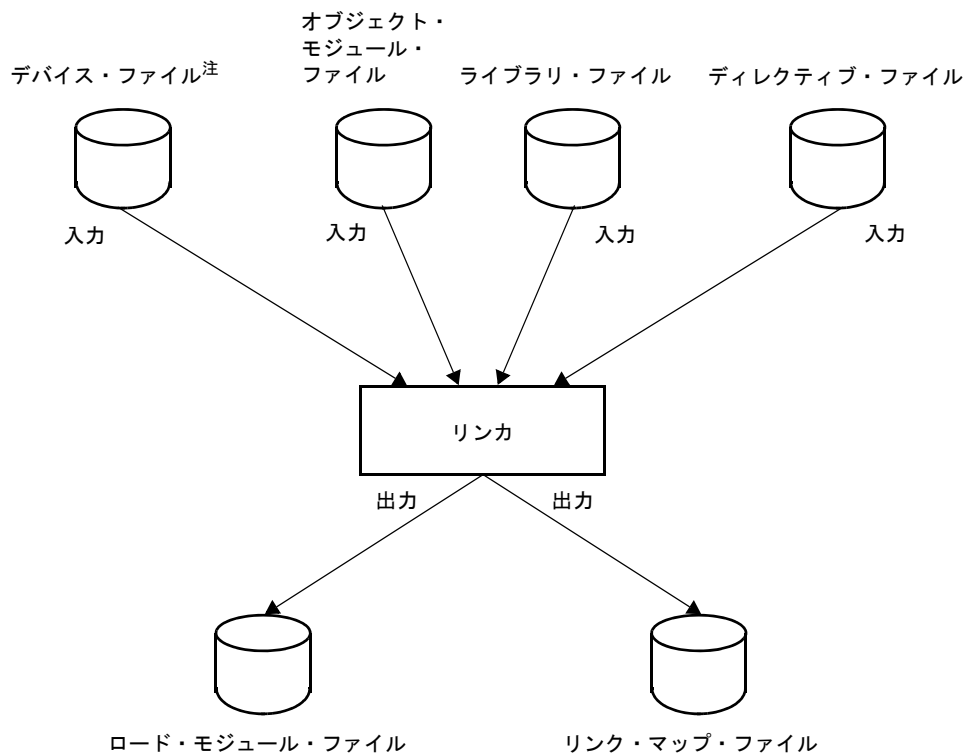 オブジェクト・
モジュール・
ファイル
デバイス・ファイル注
ライブラリ・ファイル
ディレクティブ・ファイル
入力
入力
入力
入力
リンカ
出力
出力
ロード・モジュール・ファイル
リンク・マップ・ファイル